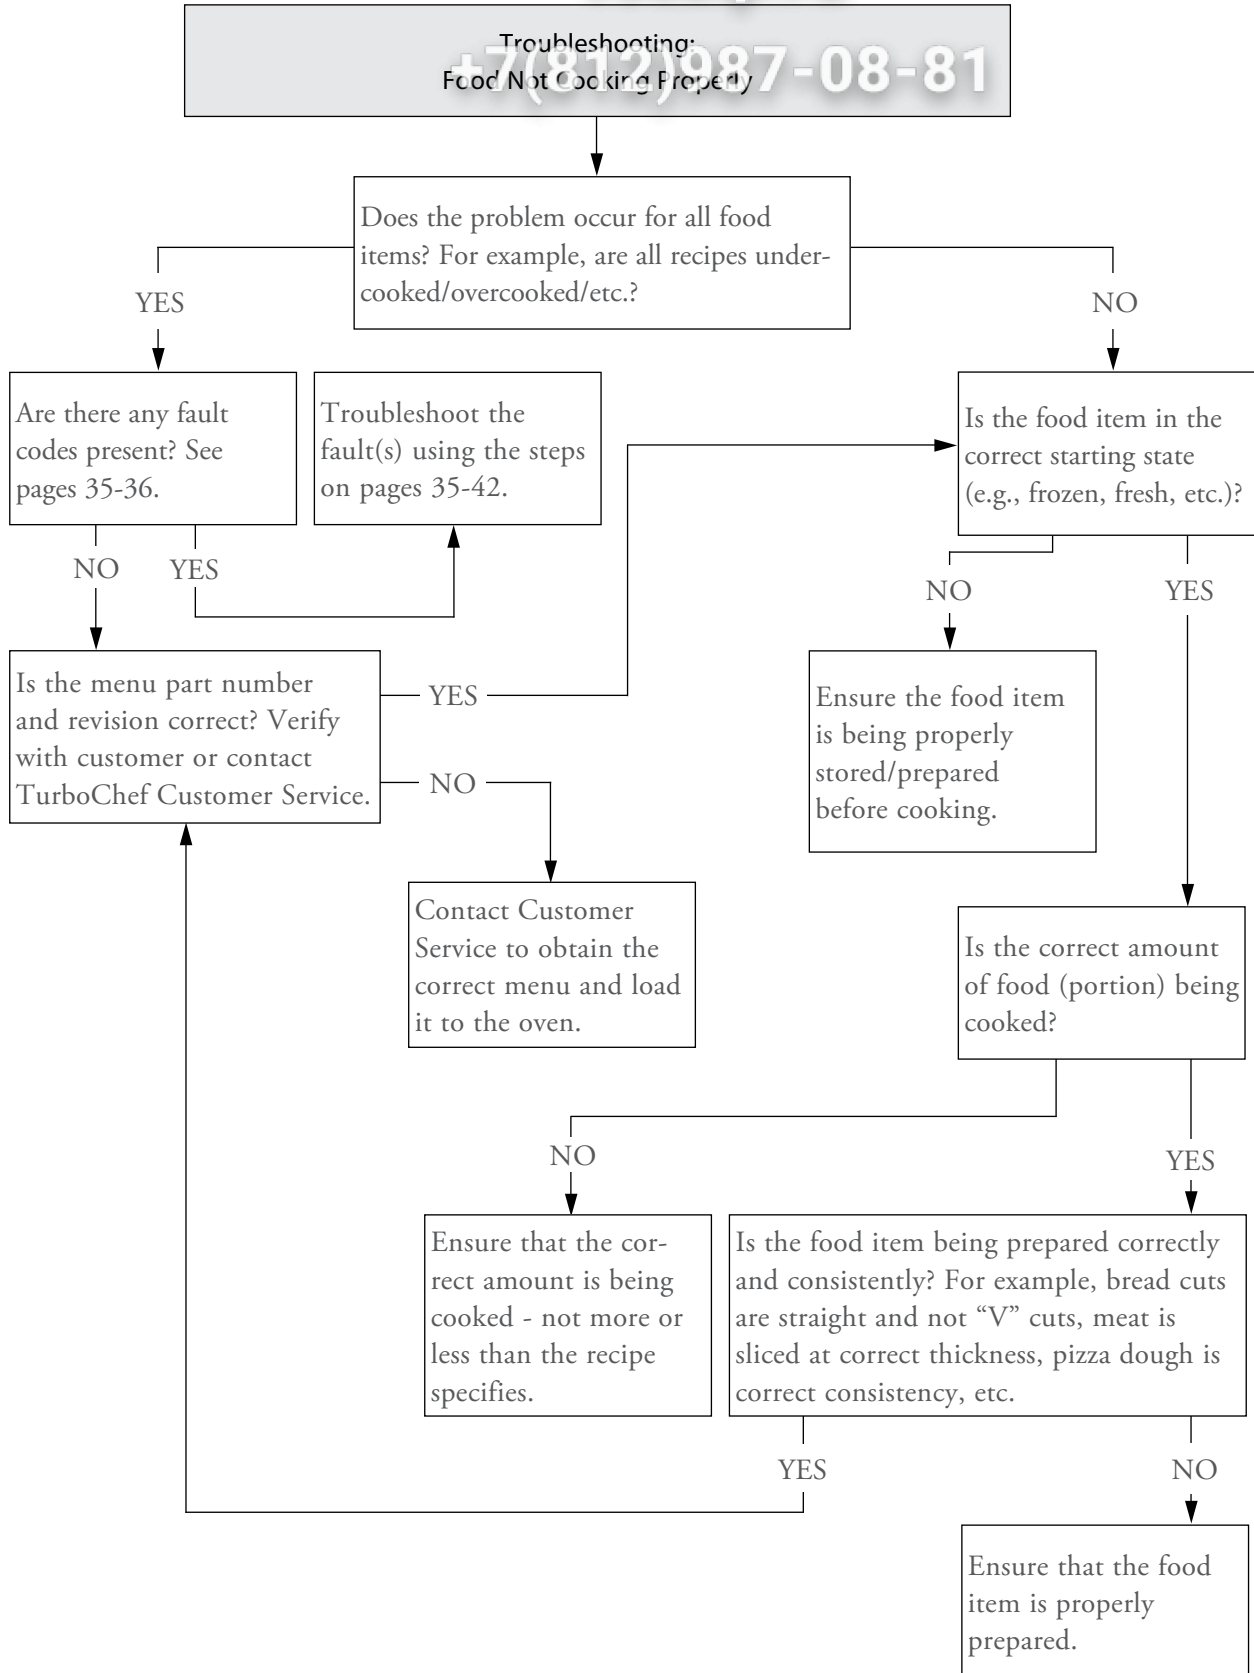 Troubleshooting:
Food Not Cooking Properly
+7(812)987-08-81
Does the problem occur for all food
items? For example, are all recipes under-
cooked/overcooked/etc.?
YES
NO
Are there any fault
codes present? See
pages 35-36.
Troubleshoot the
fault(s) using the steps
on pages 35-42.
Is the food item in the
correct starting state
(e.g., frozen, fresh, etc.)?
NO
YES
NO
YES
Is the menu part number
and revision correct? Verify
with customer or contact
TurboChef Customer Service.
YES
NO
Ensure the food item
is being properly
stored/prepared
before cooking.
Contact Customer
Service to obtain the
correct menu and load
it to the oven.
Is the correct amount
of food (portion) being
cooked?
NO
YES
Ensure that the cor-
rect amount is being
cooked - not more or
less than the recipe
specifies.
Is the food item being prepared correctly
and consistently? For example, bread cuts
are straight and not “V” cuts, meat is
sliced at correct thickness, pizza dough is
correct consistency, etc.
YES
NO
Ensure that the food
item is properly
prepared.